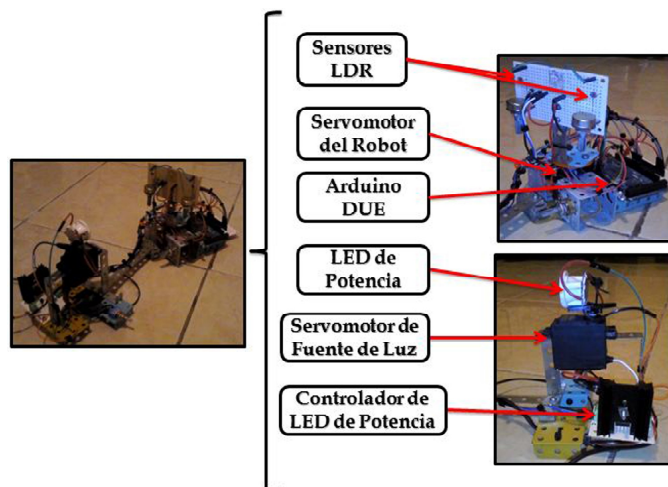 Sensores
LDR
Servomotor
del Robot
Arduino
DUE
LED de
Potencia
Servomotor de
Fuente de Luz
Controlador de
LED de Potencia